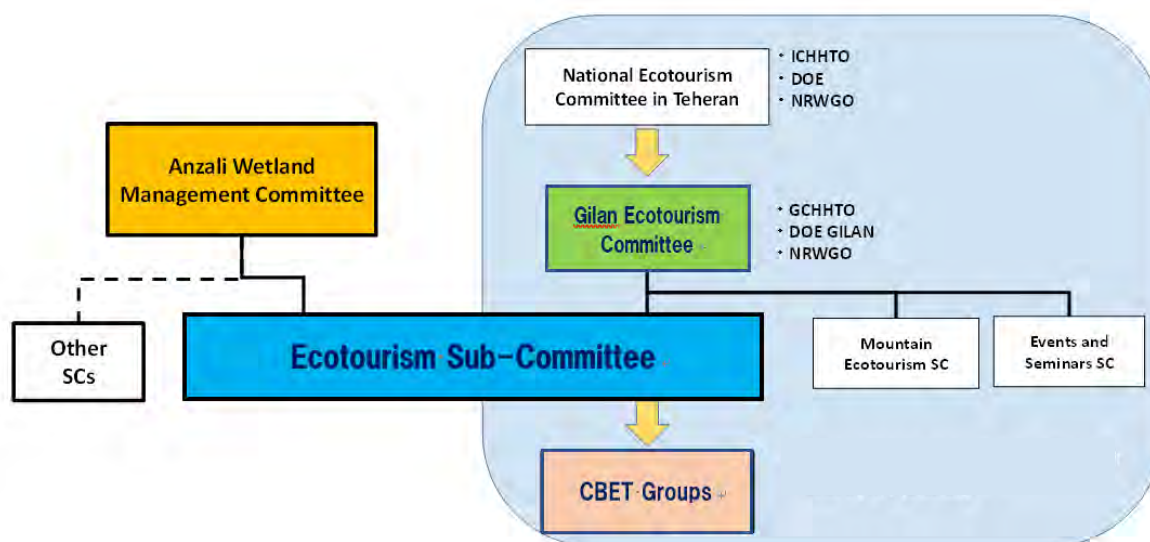 National Ecotourism
Committee in Teheran
· ICHHTO
· DOE
· NRWGO
Anzali Wetland
Management Committee
Gilan Ecotourism
Committee
· GCHHTO
· DOE GILAN
· NRWGO
Other
SCs
Ecotourism Sub-Committee
Mountain
Ecotourism SC
Events and
Seminars SC
CBET Groups